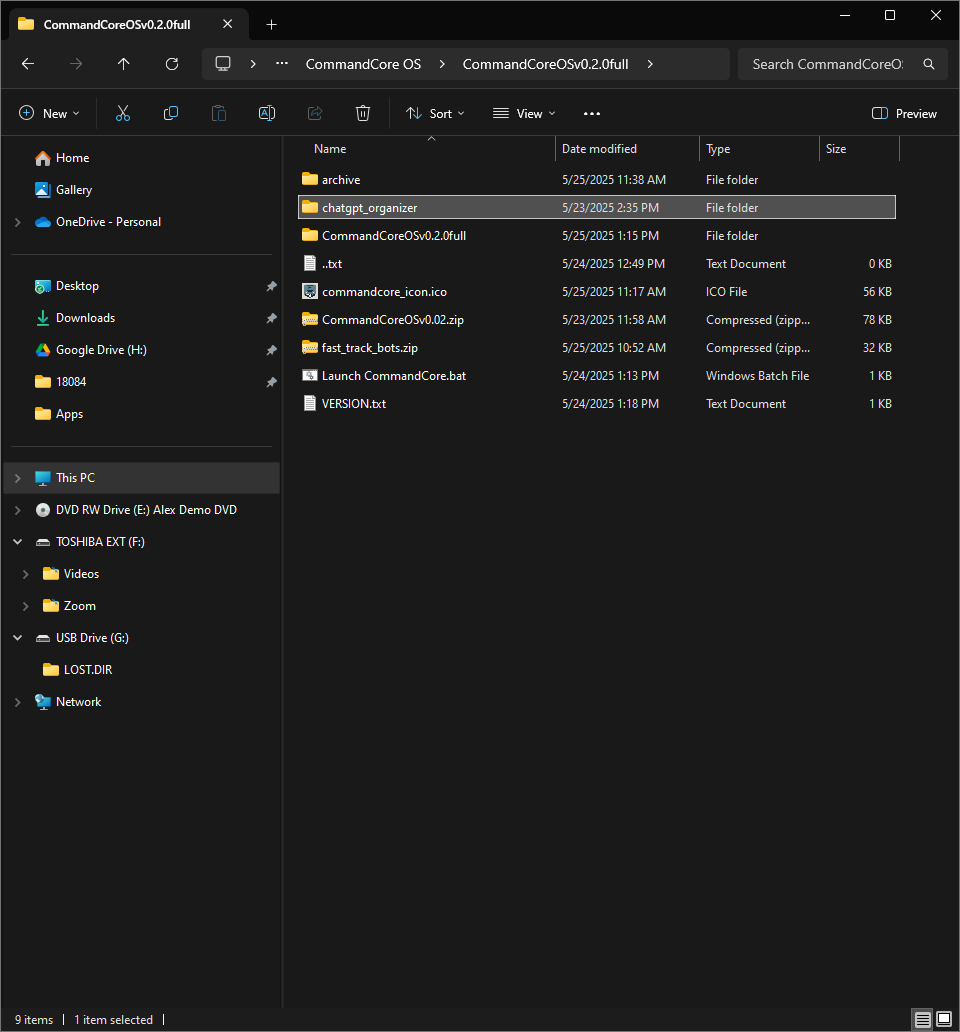 CommandCoreOSv0.2.0full
CommandCore OS CommandCoreOSv0.2.0full Search CommandCoreOS
New Sort View Preview
Home
Gallery
OneDrive - Personal
Desktop
Downloads
Google Drive (H:)
18084
Apps
This PC
DVD RW Drive (E:) Alex Demo DVD
TOSHIBA EXT (F:)
Videos
Zoom
USB Drive (G:)
LOST.DIR
Network
Name Date modified Type Size
archive 5/25/2025 11:38 AM File folder
chatgpt_organizer 5/23/2025 2:35 PM File folder
CommandCoreOSv0.2.0full 5/25/2025 1:15 PM File folder
..txt 5/24/2025 12:49 PM Text Document 0 KB
commandcore_icon.ico 5/25/2025 11:17 AM ICO File 56 KB
CommandCoreOSv0.02.zip 5/23/2025 11:58 AM Compressed (zipp... 78 KB
fast_track_bots.zip 5/25/2025 10:52 AM Compressed (zipp... 32 KB
Launch CommandCore.bat 5/24/2025 1:13 PM Windows Batch File 1 KB
VERSION.txt 5/24/2025 1:18 PM Text Document 1 KB
9 items 1 item selected